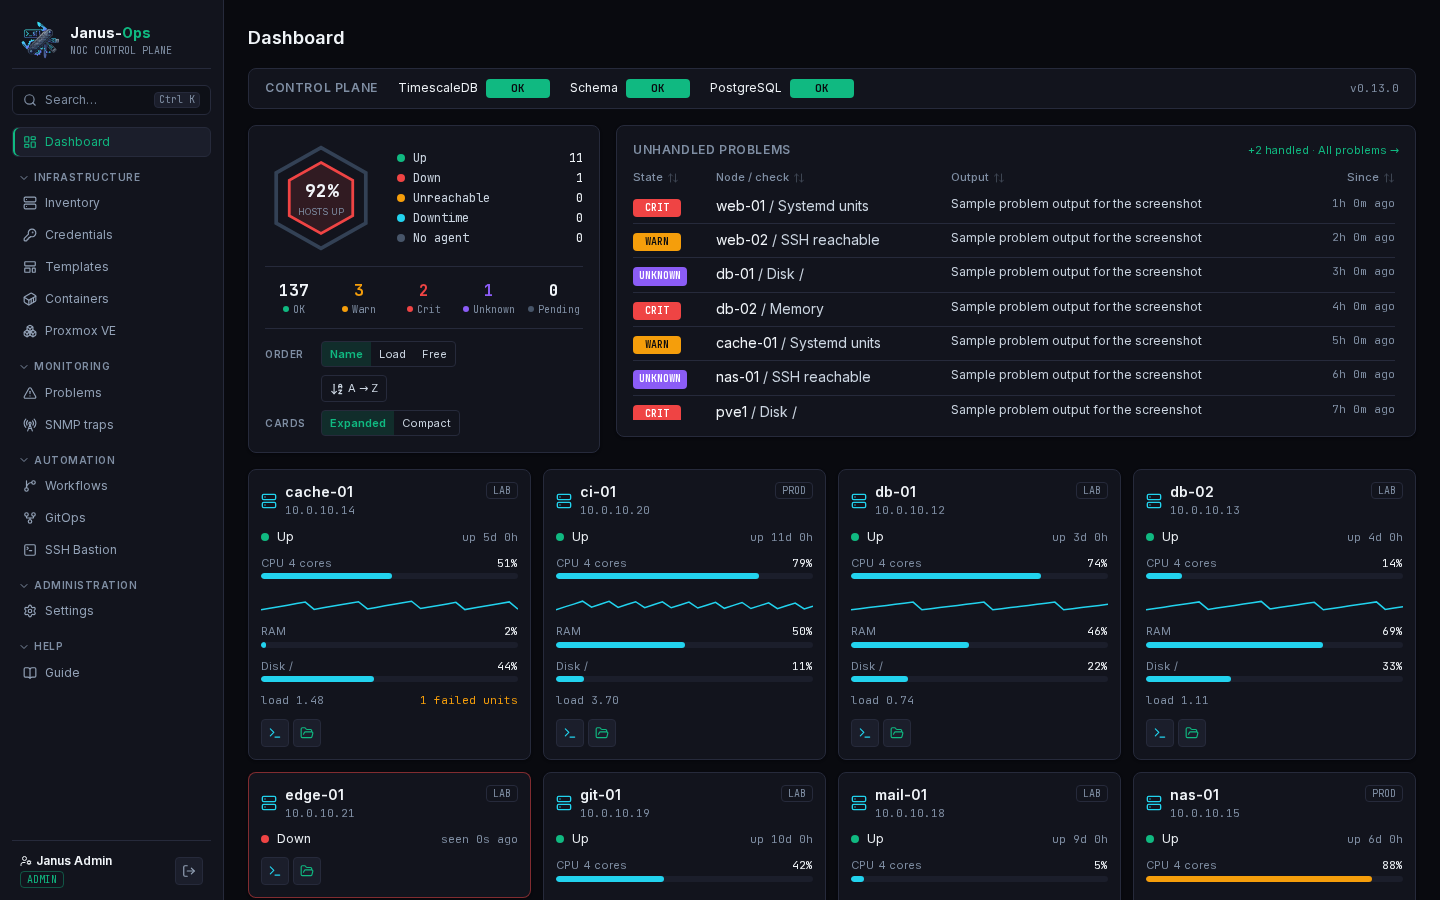 Janus-Ops
NOC CONTROL PLANE
Search… Ctrl K
Dashboard
INFRASTRUCTURE
Inventory
Credentials
Templates
Containers
Proxmox VE
MONITORING
Problems
SNMP traps
AUTOMATION
Workflows
GitOps
SSH Bastion
ADMINISTRATION
Settings
HELP
Guide
Janus Admin
ADMIN
Dashboard
CONTROL PLANE TimescaleDB OK Schema OK PostgreSQL OK v0.13.0
92%
HOSTS UP
Up 11
Down 1
Unreachable 0
Downtime 0
No agent 0
137 3 2 1 0
OK Warn Crit Unknown Pending
ORDER Name Load Free
A → Z
CARDS Expanded Compact
UNHANDLED PROBLEMS +2 handled · All problems →
State Node / check Output Since
CRIT web-01 / Systemd units Sample problem output for the screenshot 1h 0m ago
WARN web-02 / SSH reachable Sample problem output for the screenshot 2h 0m ago
UNKNOWN db-01 / Disk / Sample problem output for the screenshot 3h 0m ago
CRIT db-02 / Memory Sample problem output for the screenshot 4h 0m ago
WARN cache-01 / Systemd units Sample problem output for the screenshot 5h 0m ago
UNKNOWN nas-01 / SSH reachable Sample problem output for the screenshot 6h 0m ago
CRIT pve1 / Disk / Sample problem output for the screenshot 7h 0m ago
cache-01 LAB
10.0.10.14
Up up 5d 0h
CPU 4 cores 51%
RAM 2%
Disk / 44%
load 1.48 1 failed units
ci-01 PROD
10.0.10.20
Up up 11d 0h
CPU 4 cores 79%
RAM 50%
Disk / 11%
load 3.70
db-01 LAB
10.0.10.12
Up up 3d 0h
CPU 4 cores 74%
RAM 46%
Disk / 22%
load 0.74
db-02 LAB
10.0.10.13
Up up 4d 0h
CPU 4 cores 14%
RAM 69%
Disk / 33%
load 1.11
edge-01 LAB
10.0.10.21
Down seen 0s ago
git-01 LAB
10.0.10.19
Up up 10d 0h
CPU 4 cores 42%
mail-01 LAB
10.0.10.18
Up up 9d 0h
CPU 4 cores 5%
nas-01 PROD
10.0.10.15
Up up 6d 0h
CPU 4 cores 88%